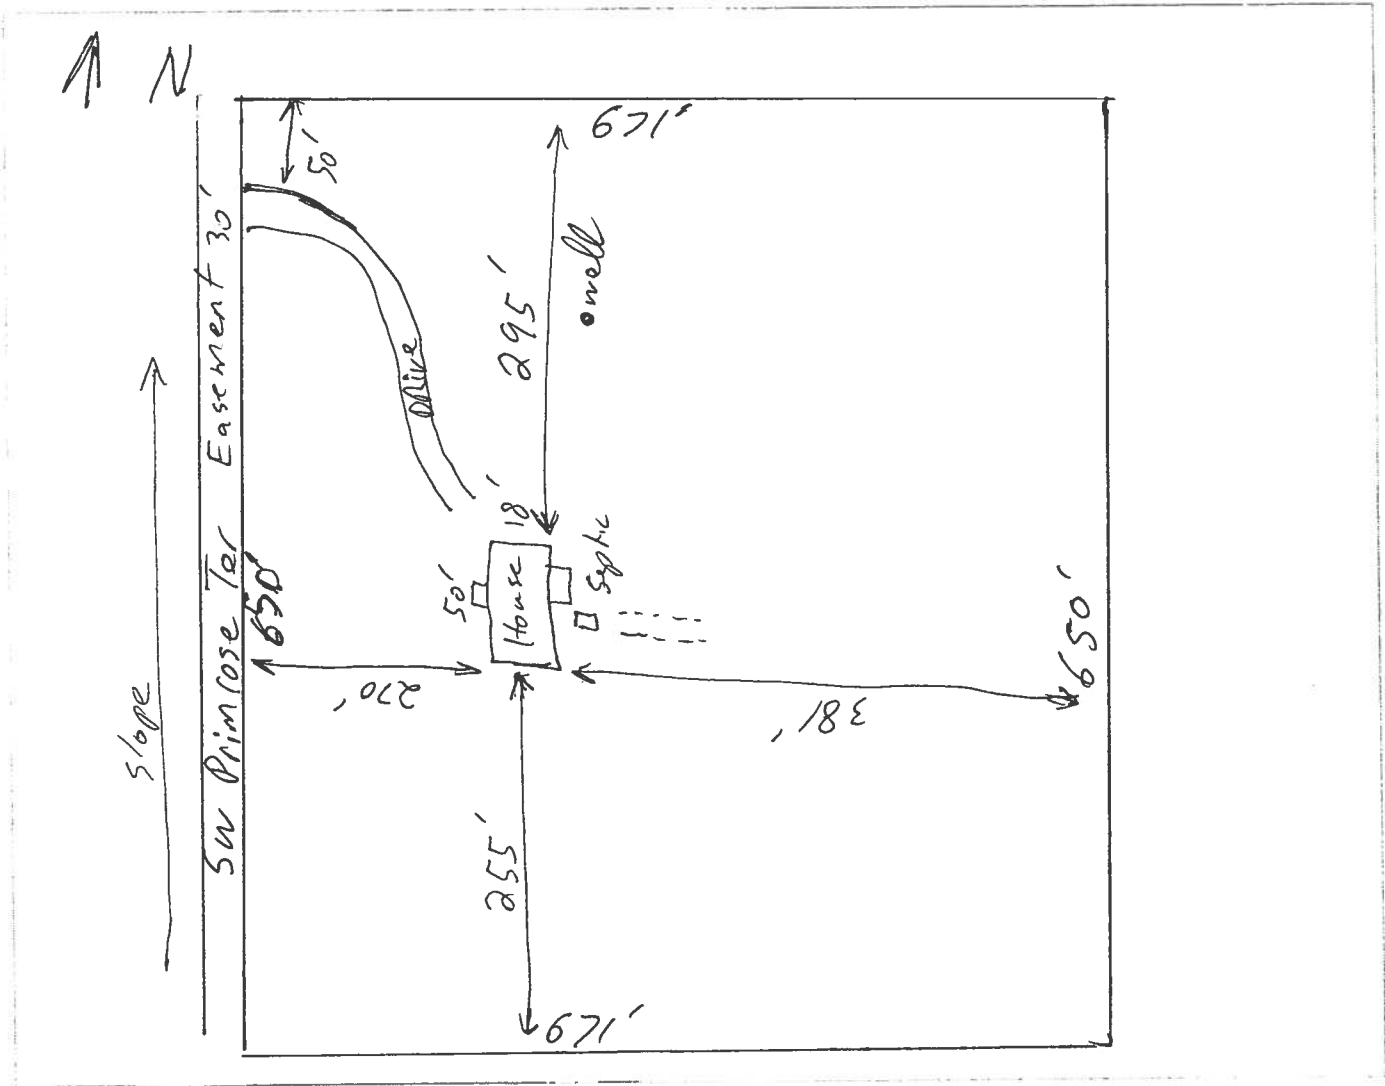 N
671'
50'
SW Primrose Ter Easement 30'
well
295'
Drive
Slope
18'
650'
50'
House
Septic
650'
270'
381'
255'
671'